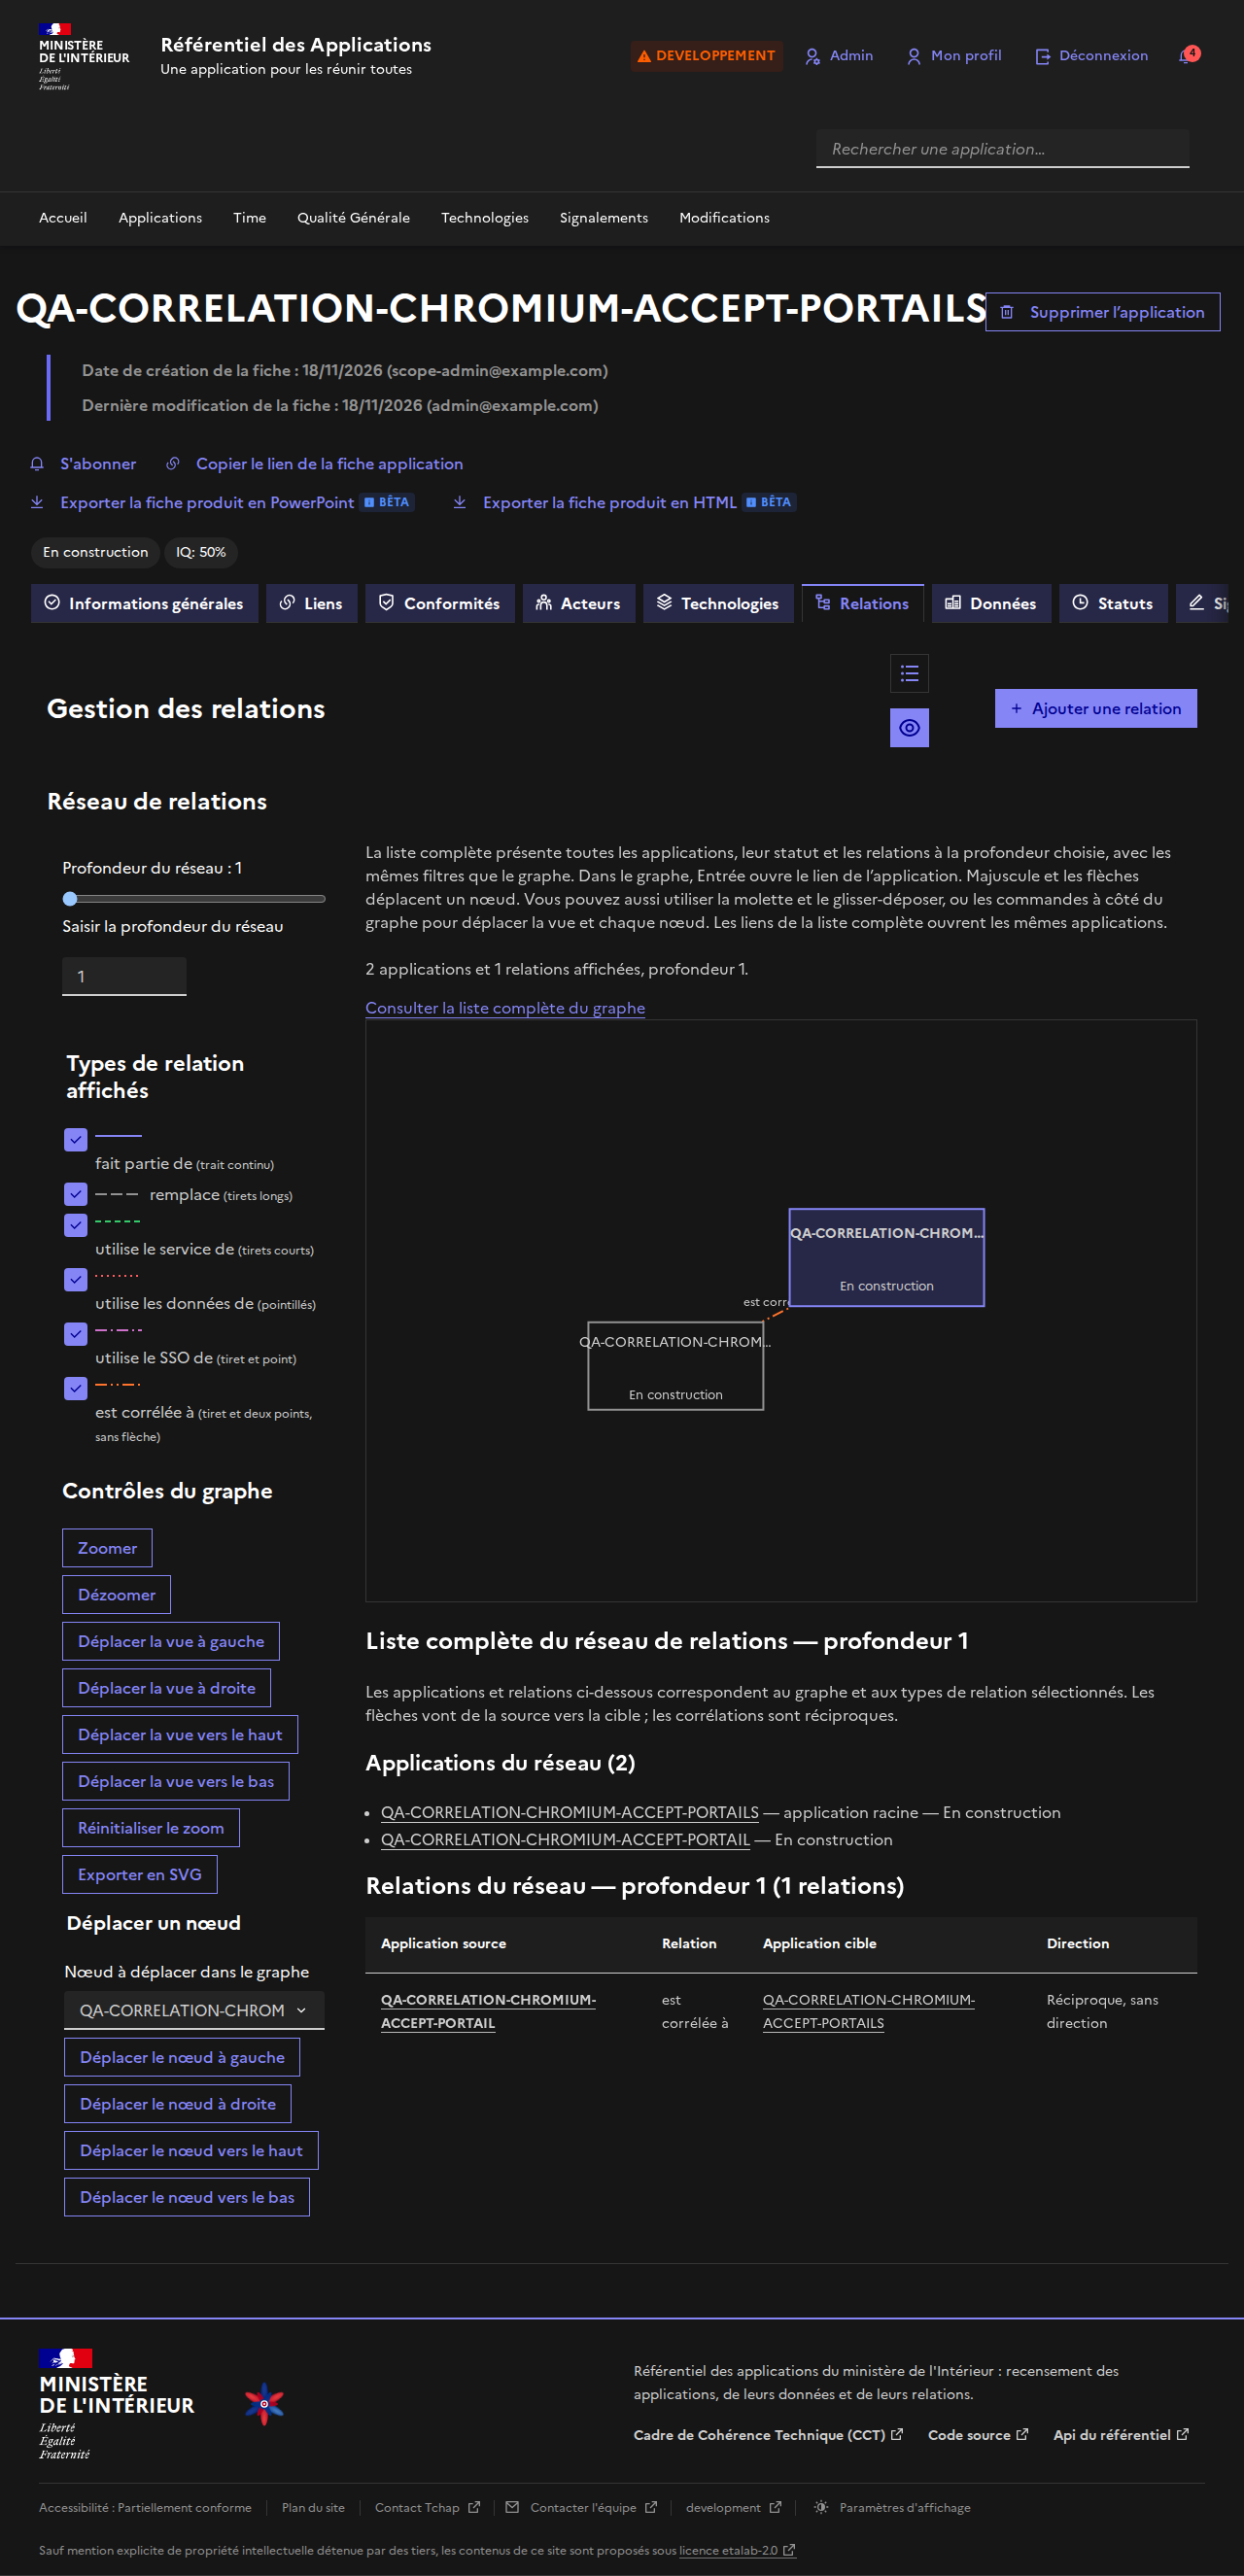 MINISTÈRE
DE L'INTÉRIEUR
Liberté
Égalité
Fraternité
Référentiel des Applications
Une application pour les réunir toutes
DEVELOPPEMENT
Admin
Mon profil
Déconnexion
4
Rechercher une application...
Accueil
Applications
Time
Qualité Générale
Technologies
Signalements
Modifications
QA-CORRELATION-CHROMIUM-ACCEPT-PORTAILS
Supprimer l’application
Date de création de la fiche : 18/11/2026 (scope-admin@example.com)
Dernière modification de la fiche : 18/11/2026 (admin@example.com)
S'abonner
Copier le lien de la fiche application
Exporter la fiche produit en PowerPoint BÊTA
Exporter la fiche produit en HTML BÊTA
En construction
IQ: 50%
Informations générales
Liens
Conformités
Acteurs
Technologies
Relations
Données
Statuts
Gestion des relations
Ajouter une relation
Réseau de relations
Profondeur du réseau : 1
Saisir la profondeur du réseau
1
Types de relation
affichés
fait partie de (trait continu)
remplace (tirets longs)
utilise le service de (tirets courts)
utilise les données de (pointillés)
utilise le SSO de (tiret et point)
est corrélée à (tiret et deux points,
sans flèche)
Contrôles du graphe
Zoomer
Dézoomer
Déplacer la vue à gauche
Déplacer la vue à droite
Déplacer la vue vers le haut
Déplacer la vue vers le bas
Réinitialiser le zoom
Exporter en SVG
Déplacer un nœud
Nœud à déplacer dans le graphe
QA-CORRELATION-CHROM
Déplacer le nœud à gauche
Déplacer le nœud à droite
Déplacer le nœud vers le haut
Déplacer le nœud vers le bas
La liste complète présente toutes les applications, leur statut et les relations à la profondeur choisie, avec les
mêmes filtres que le graphe. Dans le graphe, Entrée ouvre le lien de l’application. Majuscule et les flèches
déplacent un nœud. Vous pouvez aussi utiliser la molette et le glisser-déposer, ou les commandes à côté du
graphe pour déplacer la vue et chaque nœud. Les liens de la liste complète ouvrent les mêmes applications.
2 applications et 1 relations affichées, profondeur 1.
Consulter la liste complète du graphe
QA-CORRELATION-CHROM...
En construction
est corré
QA-CORRELATION-CHROM...
En construction
Liste complète du réseau de relations — profondeur 1
Les applications et relations ci-dessous correspondent au graphe et aux types de relation sélectionnés. Les
flèches vont de la source vers la cible ; les corrélations sont réciproques.
Applications du réseau (2)
QA-CORRELATION-CHROMIUM-ACCEPT-PORTAILS — application racine — En construction
QA-CORRELATION-CHROMIUM-ACCEPT-PORTAIL — En construction
Relations du réseau — profondeur 1 (1 relations)
Application source
Relation
Application cible
Direction
QA-CORRELATION-CHROMIUM-
ACCEPT-PORTAIL
est
corrélée à
QA-CORRELATION-CHROMIUM-
ACCEPT-PORTAILS
Réciproque, sans
direction
MINISTÈRE
DE L'INTÉRIEUR
Liberté
Égalité
Fraternité
Référentiel des applications du ministère de l'Intérieur : recensement des
applications, de leurs données et de leurs relations.
Cadre de Cohérence Technique (CCT)
Code source
Api du référentiel
Accessibilité : Partiellement conforme
Plan du site
Contact Tchap
Contacter l'équipe
development
Paramètres d'affichage
Sauf mention explicite de propriété intellectuelle détenue par des tiers, les contenus de ce site sont proposés sous licence etalab-2.0